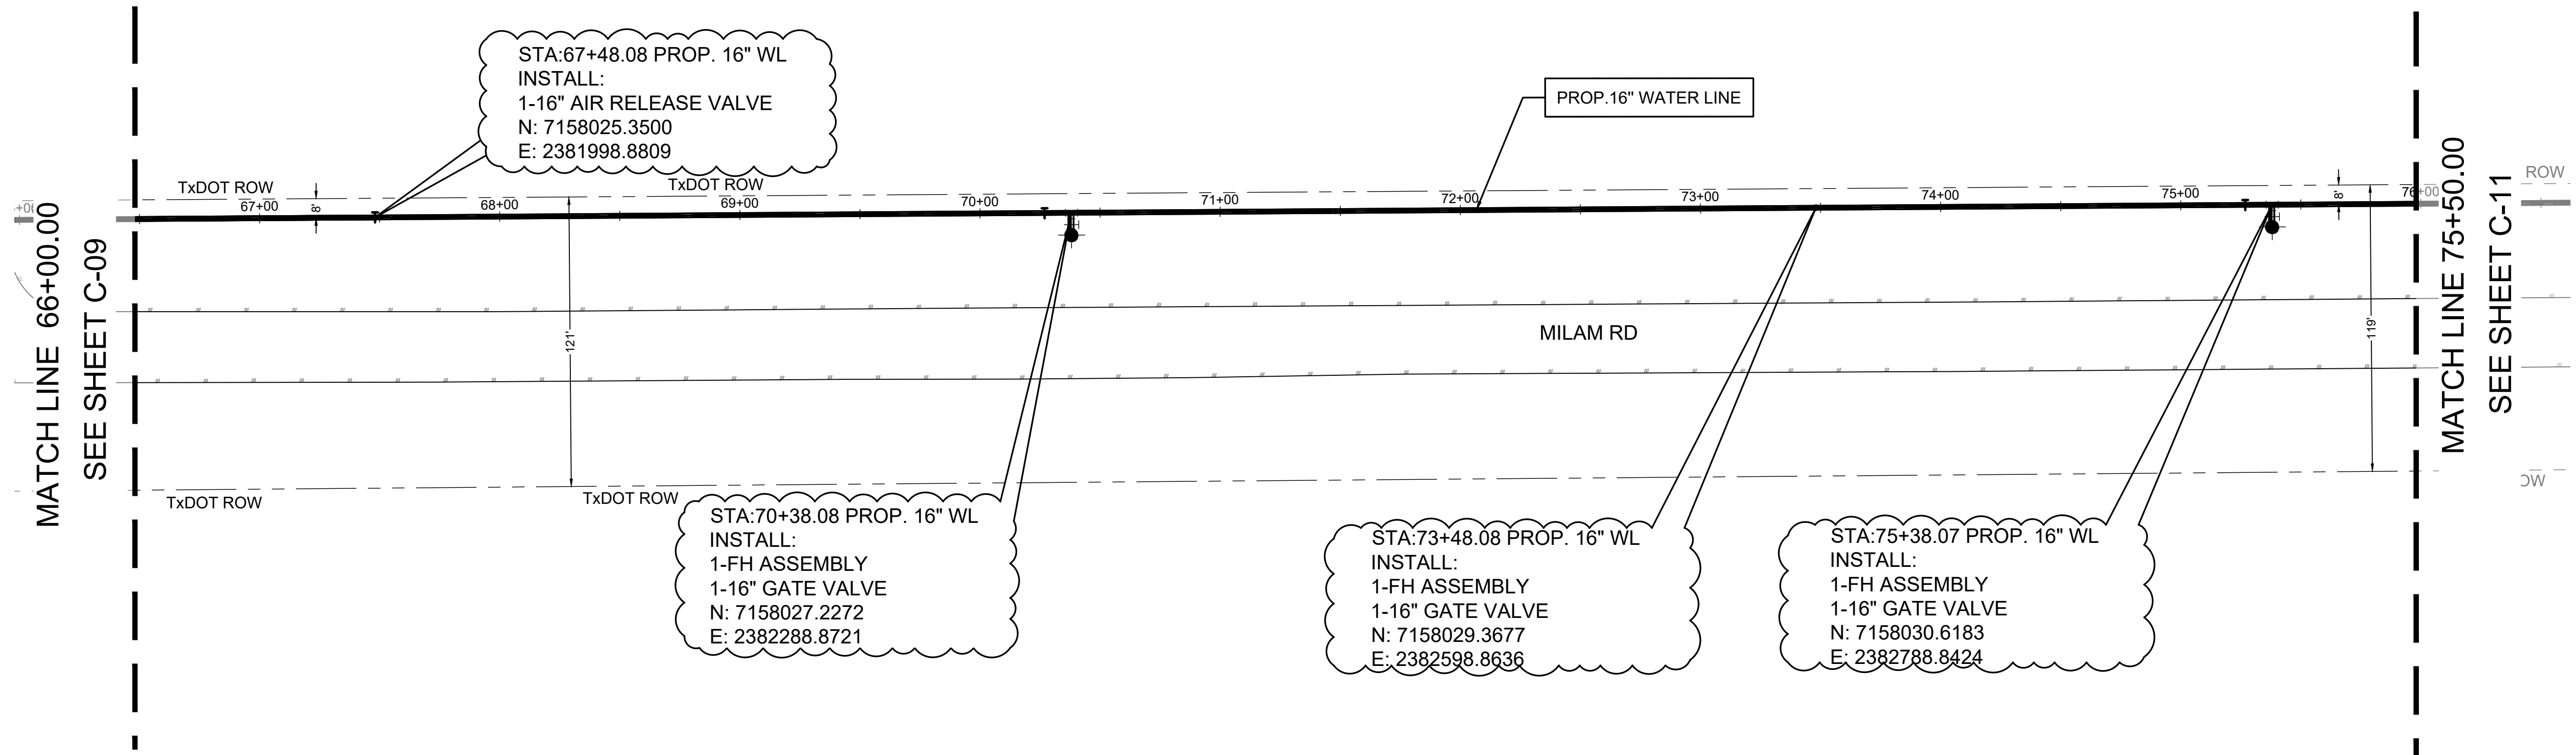 STA:67+48.08 PROP. 16" WL
INSTALL:
1-16" AIR RELEASE VALVE
N: 7158025.3500
E: 2381998.8809
PROP.16" WATER LINE
TxDOT ROW
TxDOT ROW
ROW
67+00
68+00
69+00
70+00
71+00
72+00
73+00
74+00
75+00
76+00
8'
8'
MATCH LINE 66+00.00
SEE SHEET C-09
MATCH LINE 75+50.00
SEE SHEET C-11
121'
119'
MILAM RD
TxDOT ROW
TxDOT ROW
OW
STA:70+38.08 PROP. 16" WL
INSTALL:
1-FH ASSEMBLY
1-16" GATE VALVE
N: 7158027.2272
E: 2382288.8721
STA:73+48.08 PROP. 16" WL
INSTALL:
1-FH ASSEMBLY
1-16" GATE VALVE
N: 7158029.3677
E: 2382598.8636
STA:75+38.07 PROP. 16" WL
INSTALL:
1-FH ASSEMBLY
1-16" GATE VALVE
N: 7158030.6183
E: 2382788.8424